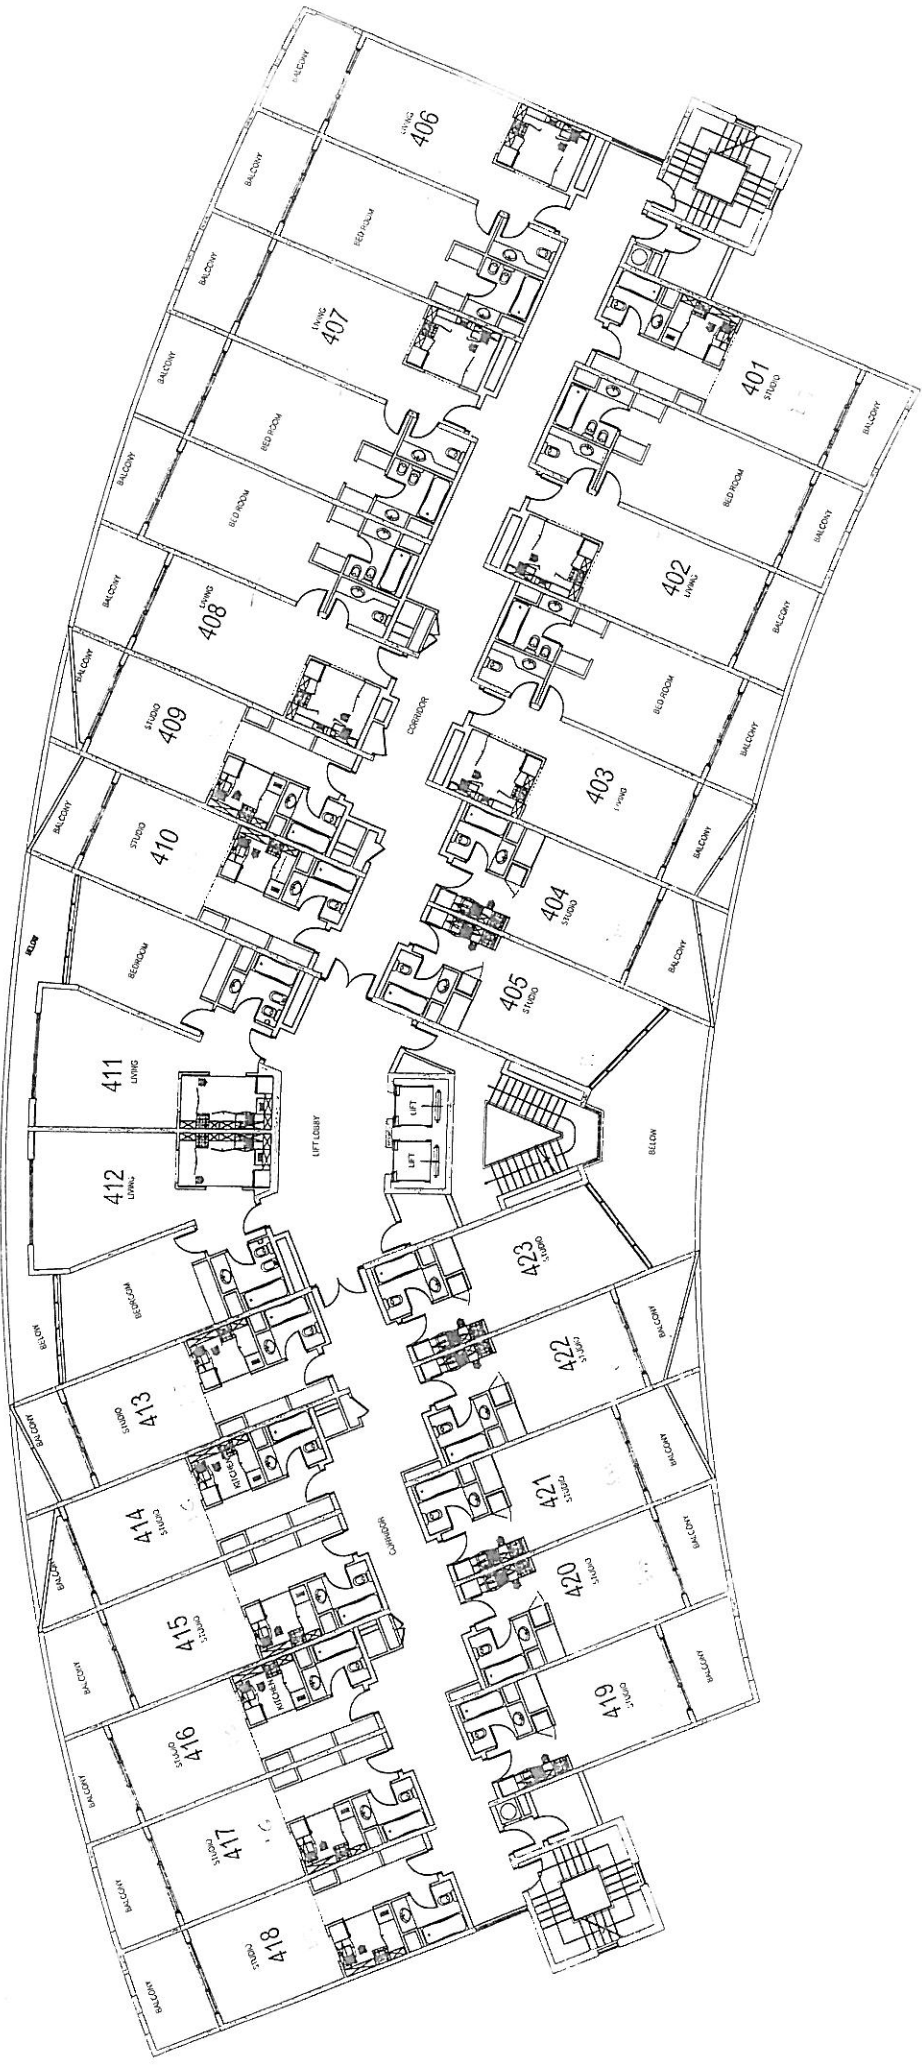 BALCONY
LIVING
406
BALCONY
BED ROOM
BALCONY
LIVING
407
BALCONY
BED ROOM
BALCONY
BED ROOM
BALCONY
LIVING
408
BALCONY
STUDIO
409
BALCONY
STUDIO
410
BELOW
BEDROOM
411
LIVING
412
LIVING
BELOW
BEDROOM
BALCONY
413
STUDIO
BALCONY
414
STUDIO
KITCHEN
BALCONY
415
STUDIO
BALCONY
416
STUDIO
KITCHEN
BALCONY
417
STUDIO
BALCONY
418
STUDIO
CORRIDOR
LIFT LOBBY
LIFT
LIFT
CORRIDOR
401
STUDIO
BALCONY
BED ROOM
BALCONY
402
LIVING
BALCONY
BED ROOM
BALCONY
403
LIVING
BALCONY
404
STUDIO
BALCONY
405
STUDIO
BELOW
423
STUDIO
422
STUDIO
BALCONY
421
STUDIO
BALCONY
420
STUDIO
BALCONY
419
STUDIO
BALCONY